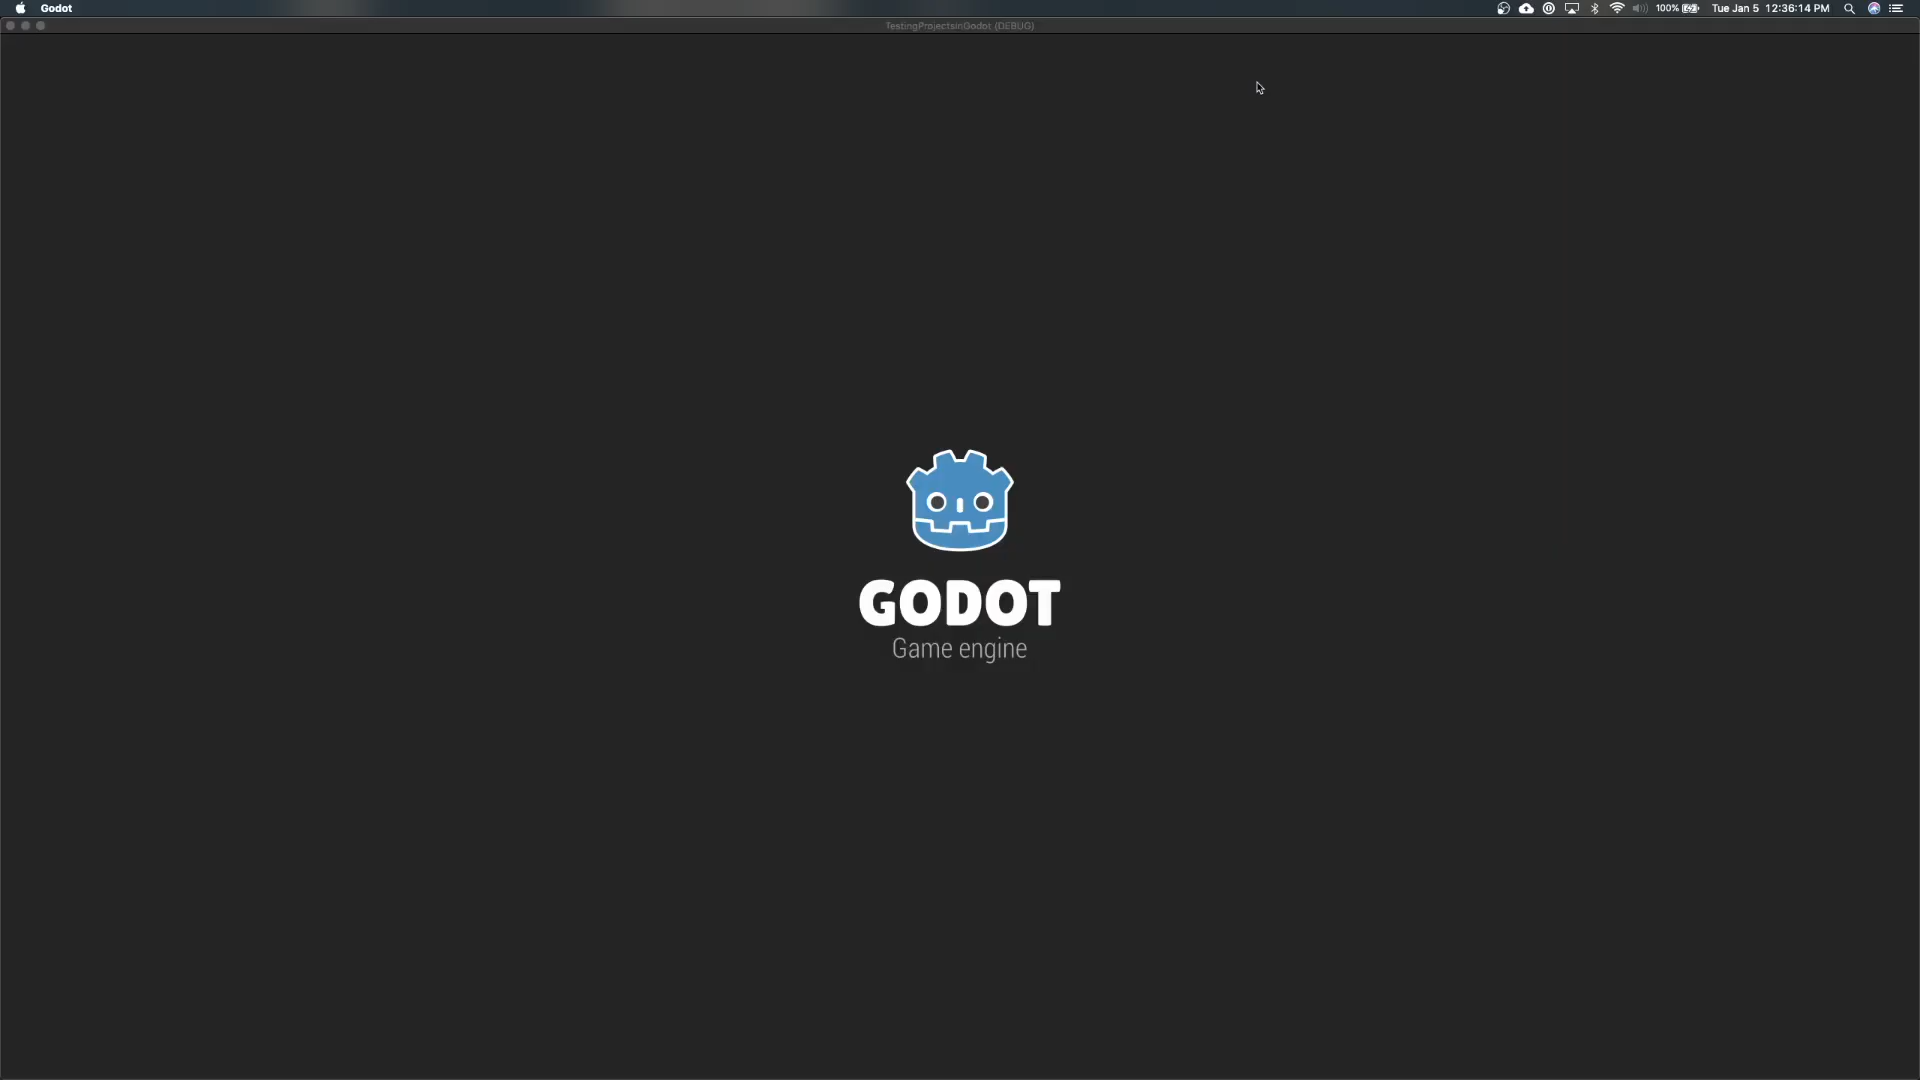 Godot
100%
Tue Jan 5 12:36:14 PM
TestingProjectsInGodot (DEBUG)
GODOT
Game engine